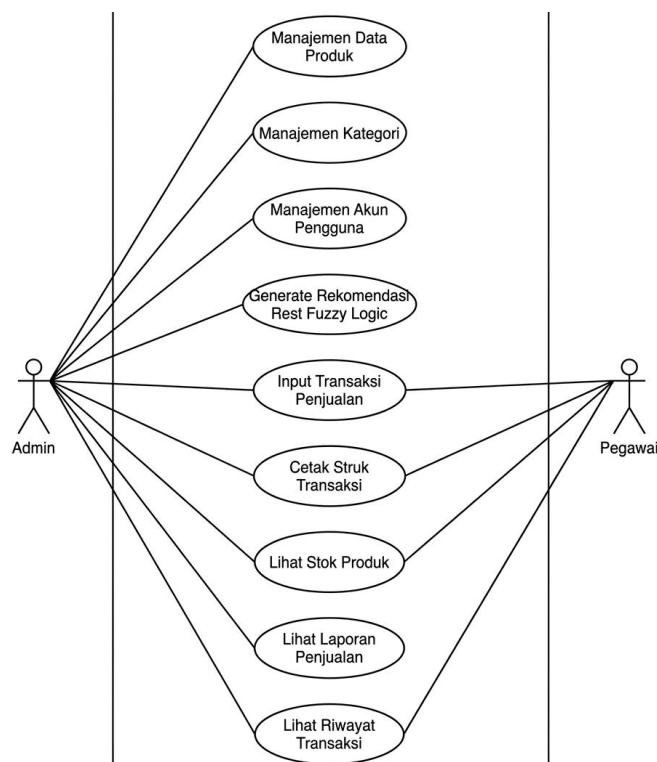 Manajemen Data
Produk
Manajemen Kategori
Manajemen Akun
Pengguna
Generate Rekomendasi
Rest Fuzzy Logic
Input Transaksi
Penjualan
Admin
Pegawai
Cetak Struk
Transaksi
Lihat Stok Produk
Lihat Laporan
Penjualan
Lihat Riwayat
Transaksi